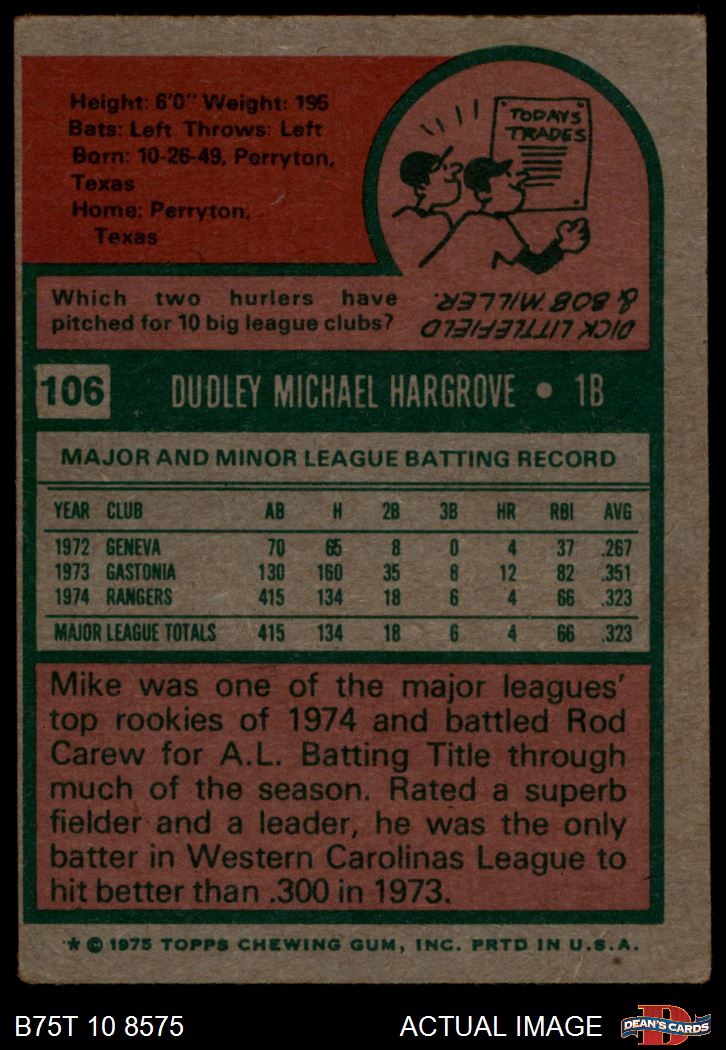 Height: 6'0" Weight: 195
Bats: Left Throws: Left
Born: 10-26-49, Perryton,
Texas
Home: Perryton,
Texas
TODAYS
TRADES
Which two hurlers have
pitched for 10 big league clubs?
DICK LITTLEFIELD
& BOB MILLER.
106 DUDLEY MICHAEL HARGROVE • 1B
MAJOR AND MINOR LEAGUE BATTING RECORD
YEAR CLUB AB H 2B 3B HR RBI AVG
1972 GENEVA 70 65 8 0 4 37 .267
1973 GASTONIA 130 160 35 8 12 82 .351
1974 RANGERS 415 134 18 6 4 66 .323
MAJOR LEAGUE TOTALS 415 134 18 6 4 66 .323
Mike was one of the major leagues'
top rookies of 1974 and battled Rod
Carew for A.L. Batting Title through
much of the season. Rated a superb
fielder and a leader, he was the only
batter in Western Carolinas League to
hit better than .300 in 1973.
* © 1975 TOPPS CHEWING GUM, INC. PRTD IN U.S.A.
B75T 10 8575 ACTUAL IMAGE
D
DEAN'S CARDS